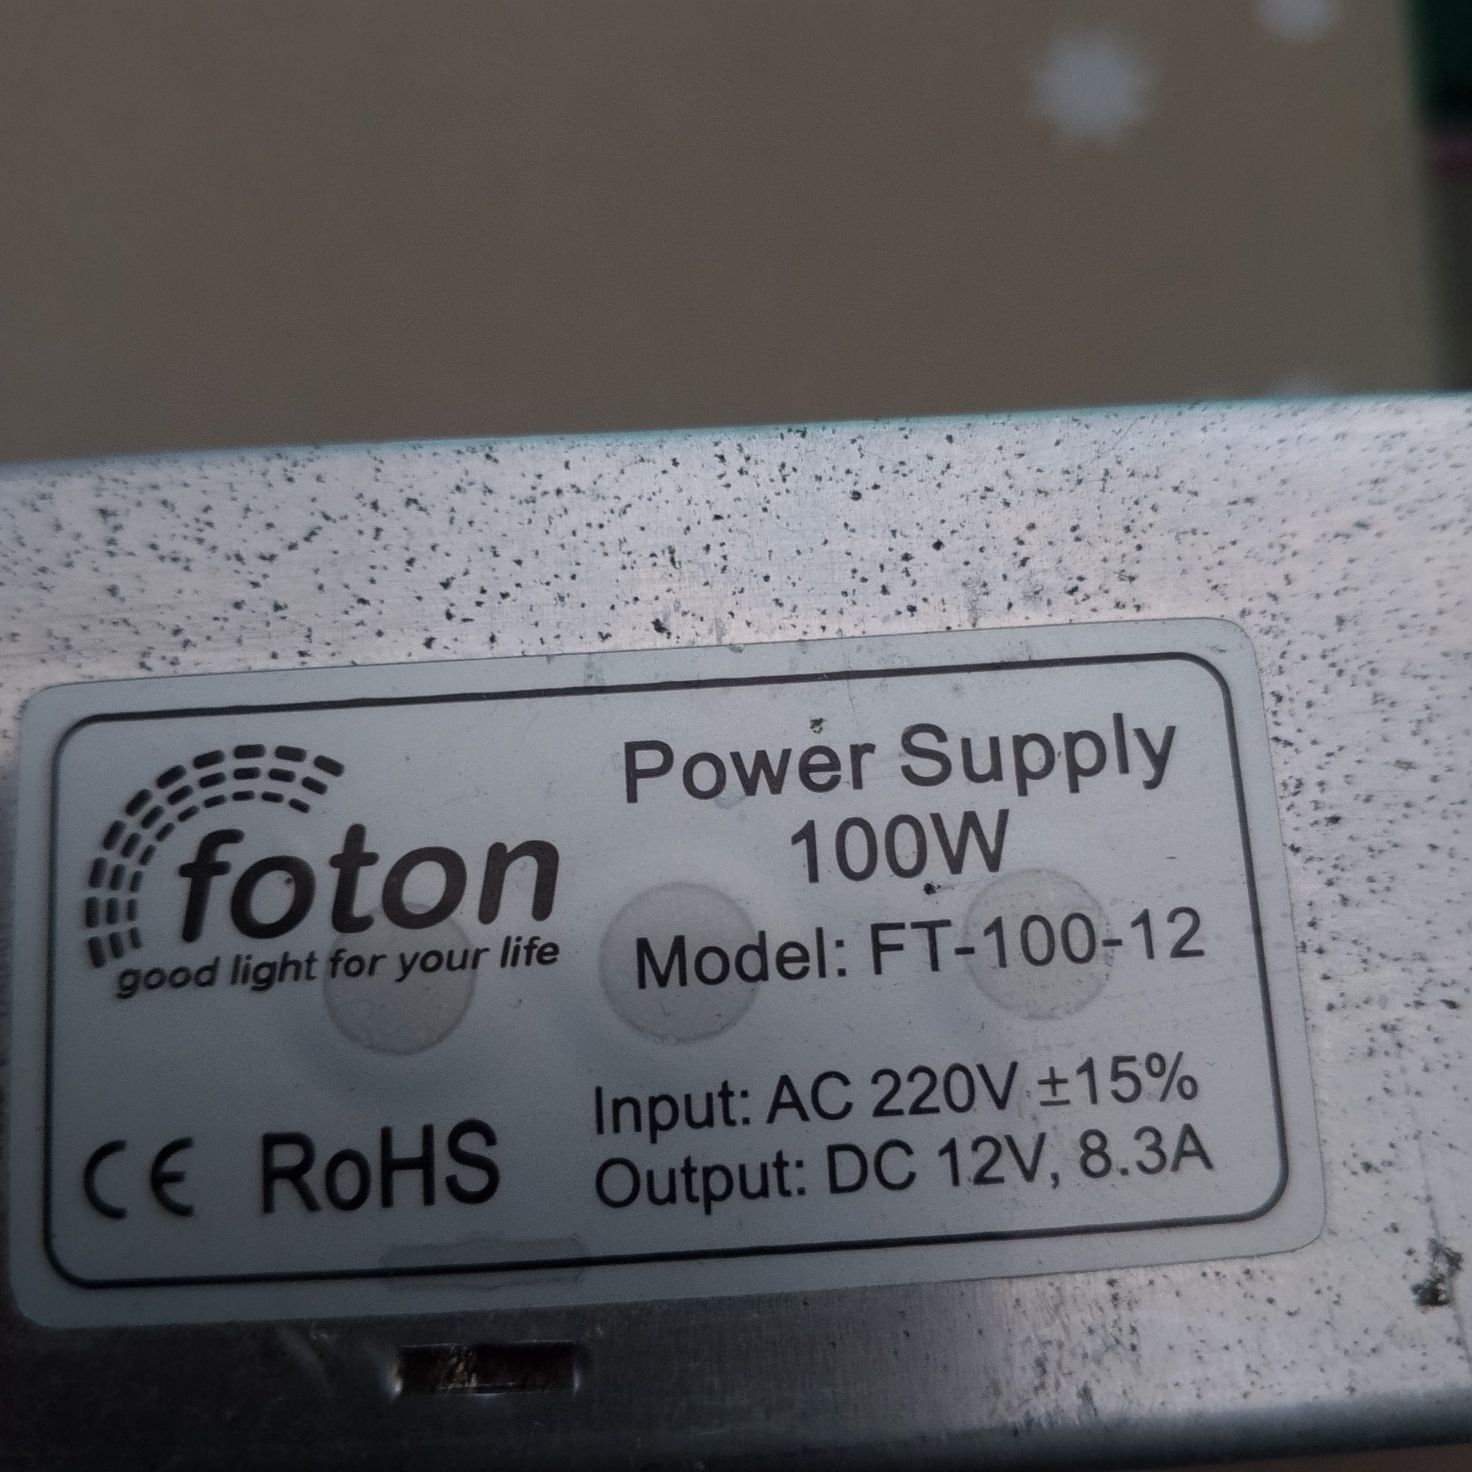 foton
good light for your life
Power Supply
100W
Model: FT-100-12
Input: AC 220V ±15%
Output: DC 12V, 8.3A
CE RoHS